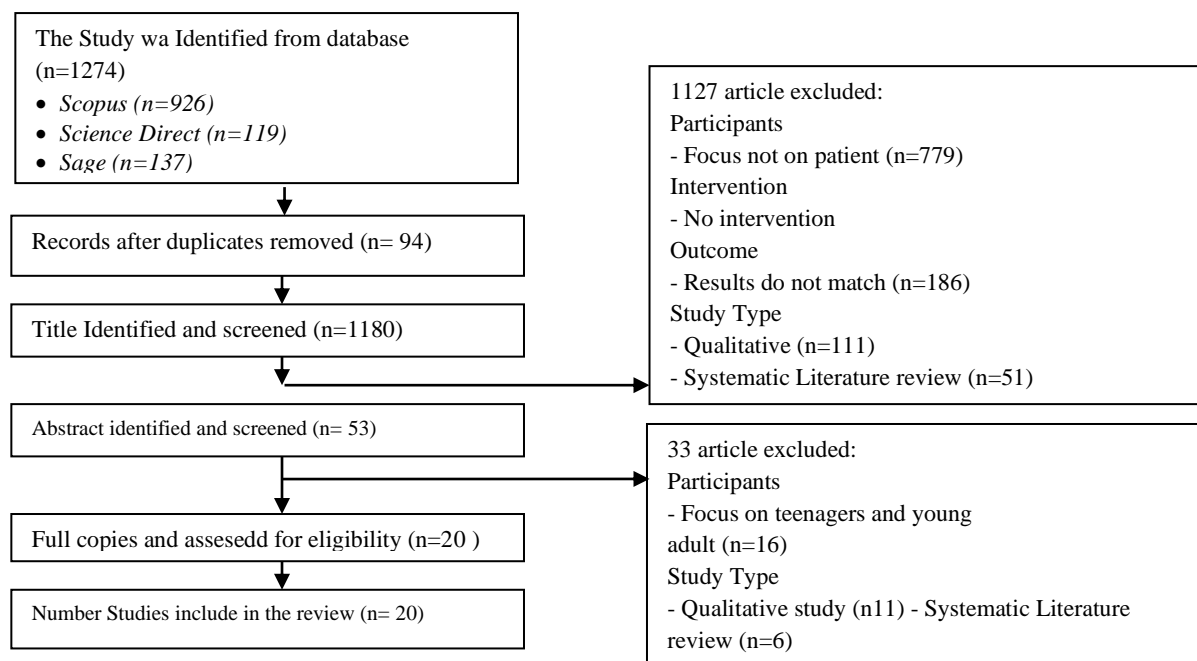 The Study wa Identified from database
(n=1274)
• Scopus (n=926)
• Science Direct (n=119)
• Sage (n=137)
Records after duplicates removed (n= 94)
Title Identified and screened (n=1180)
Abstract identified and screened (n= 53)
Full copies and assesedd for eligibility (n=20 )
Number Studies include in the review (n= 20)
1127 article excluded:
Participants
- Focus not on patient (n=779)
Intervention
- No intervention
Outcome
- Results do not match (n=186)
Study Type
- Qualitative (n=111)
- Systematic Literature review (n=51)
33 article excluded:
Participants
- Focus on teenagers and young
adult (n=16)
Study Type
- Qualitative study (n11) - Systematic Literature
review (n=6)